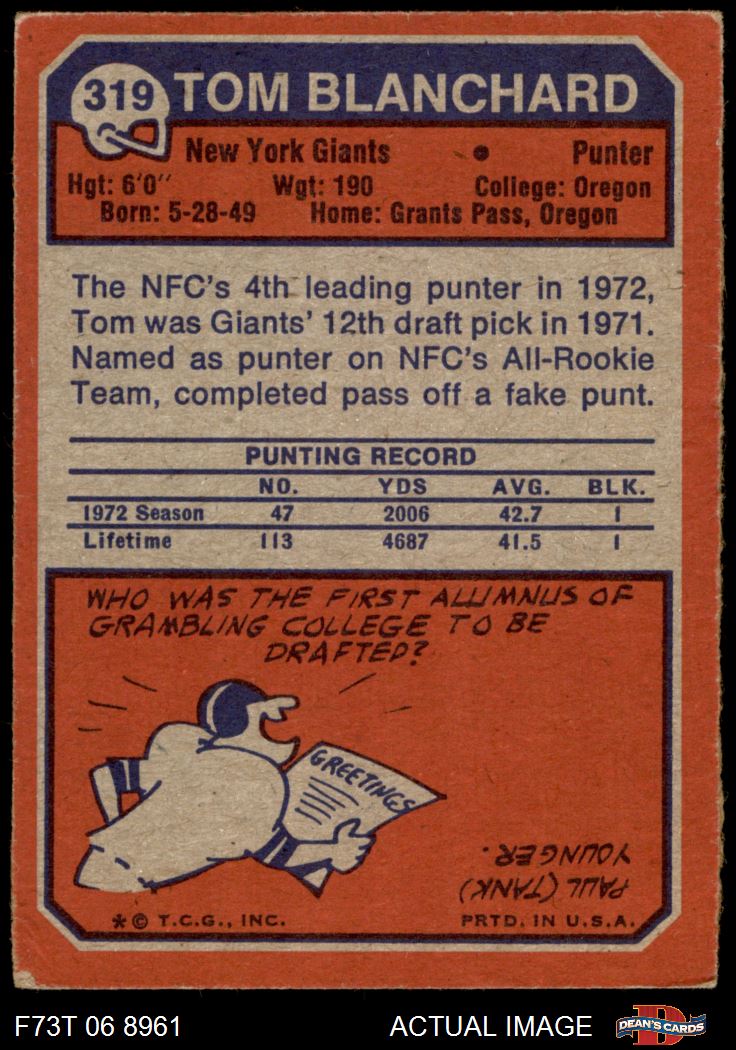 319 TOM BLANCHARD
New York Giants • Punter
Hgt: 6'0" Wgt: 190 College: Oregon
Born: 5-28-49 Home: Grants Pass, Oregon
The NFC's 4th leading punter in 1972,
Tom was Giants' 12th draft pick in 1971.
Named as punter on NFC's All-Rookie
Team, completed pass off a fake punt.
PUNTING RECORD
NO. YDS AVG. BLK.
1972 Season 47 2006 42.7 1
Lifetime 113 4687 41.5 1
WHO WAS THE FIRST ALUMNUS OF
GRAMBLING COLLEGE TO BE
DRAFTED?
GREETINGS
PAUL (TANK)
YOUNGER.
* © T.C.G., INC. PRTD. IN U.S.A.
F73T 06 8961 ACTUAL IMAGE D DEAN'S CARDS